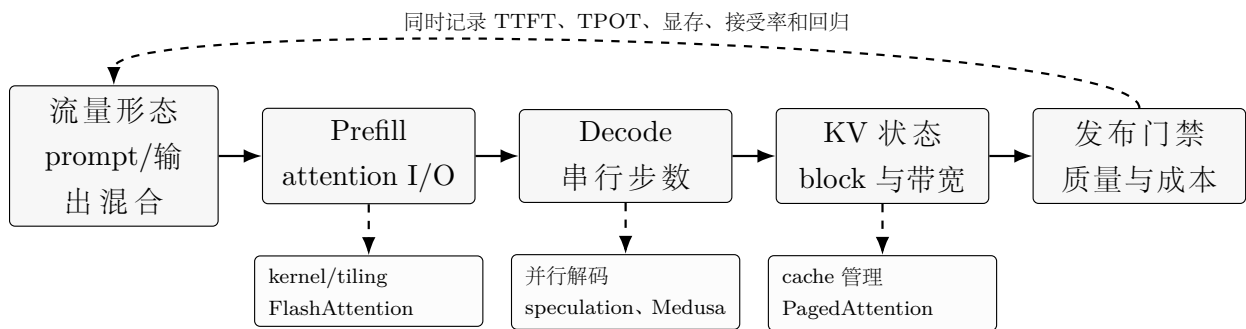 同时记录 TTFT、TPOT、显存、接受率和回归
流量形态
prompt/输
出混合
Prefill
attention I/O
Decode
串行步数
KV 状态
block 与带宽
发布门禁
质量与成本
kernel/tiling
FlashAttention
并行解码
speculation、Medusa
cache 管理
PagedAttention